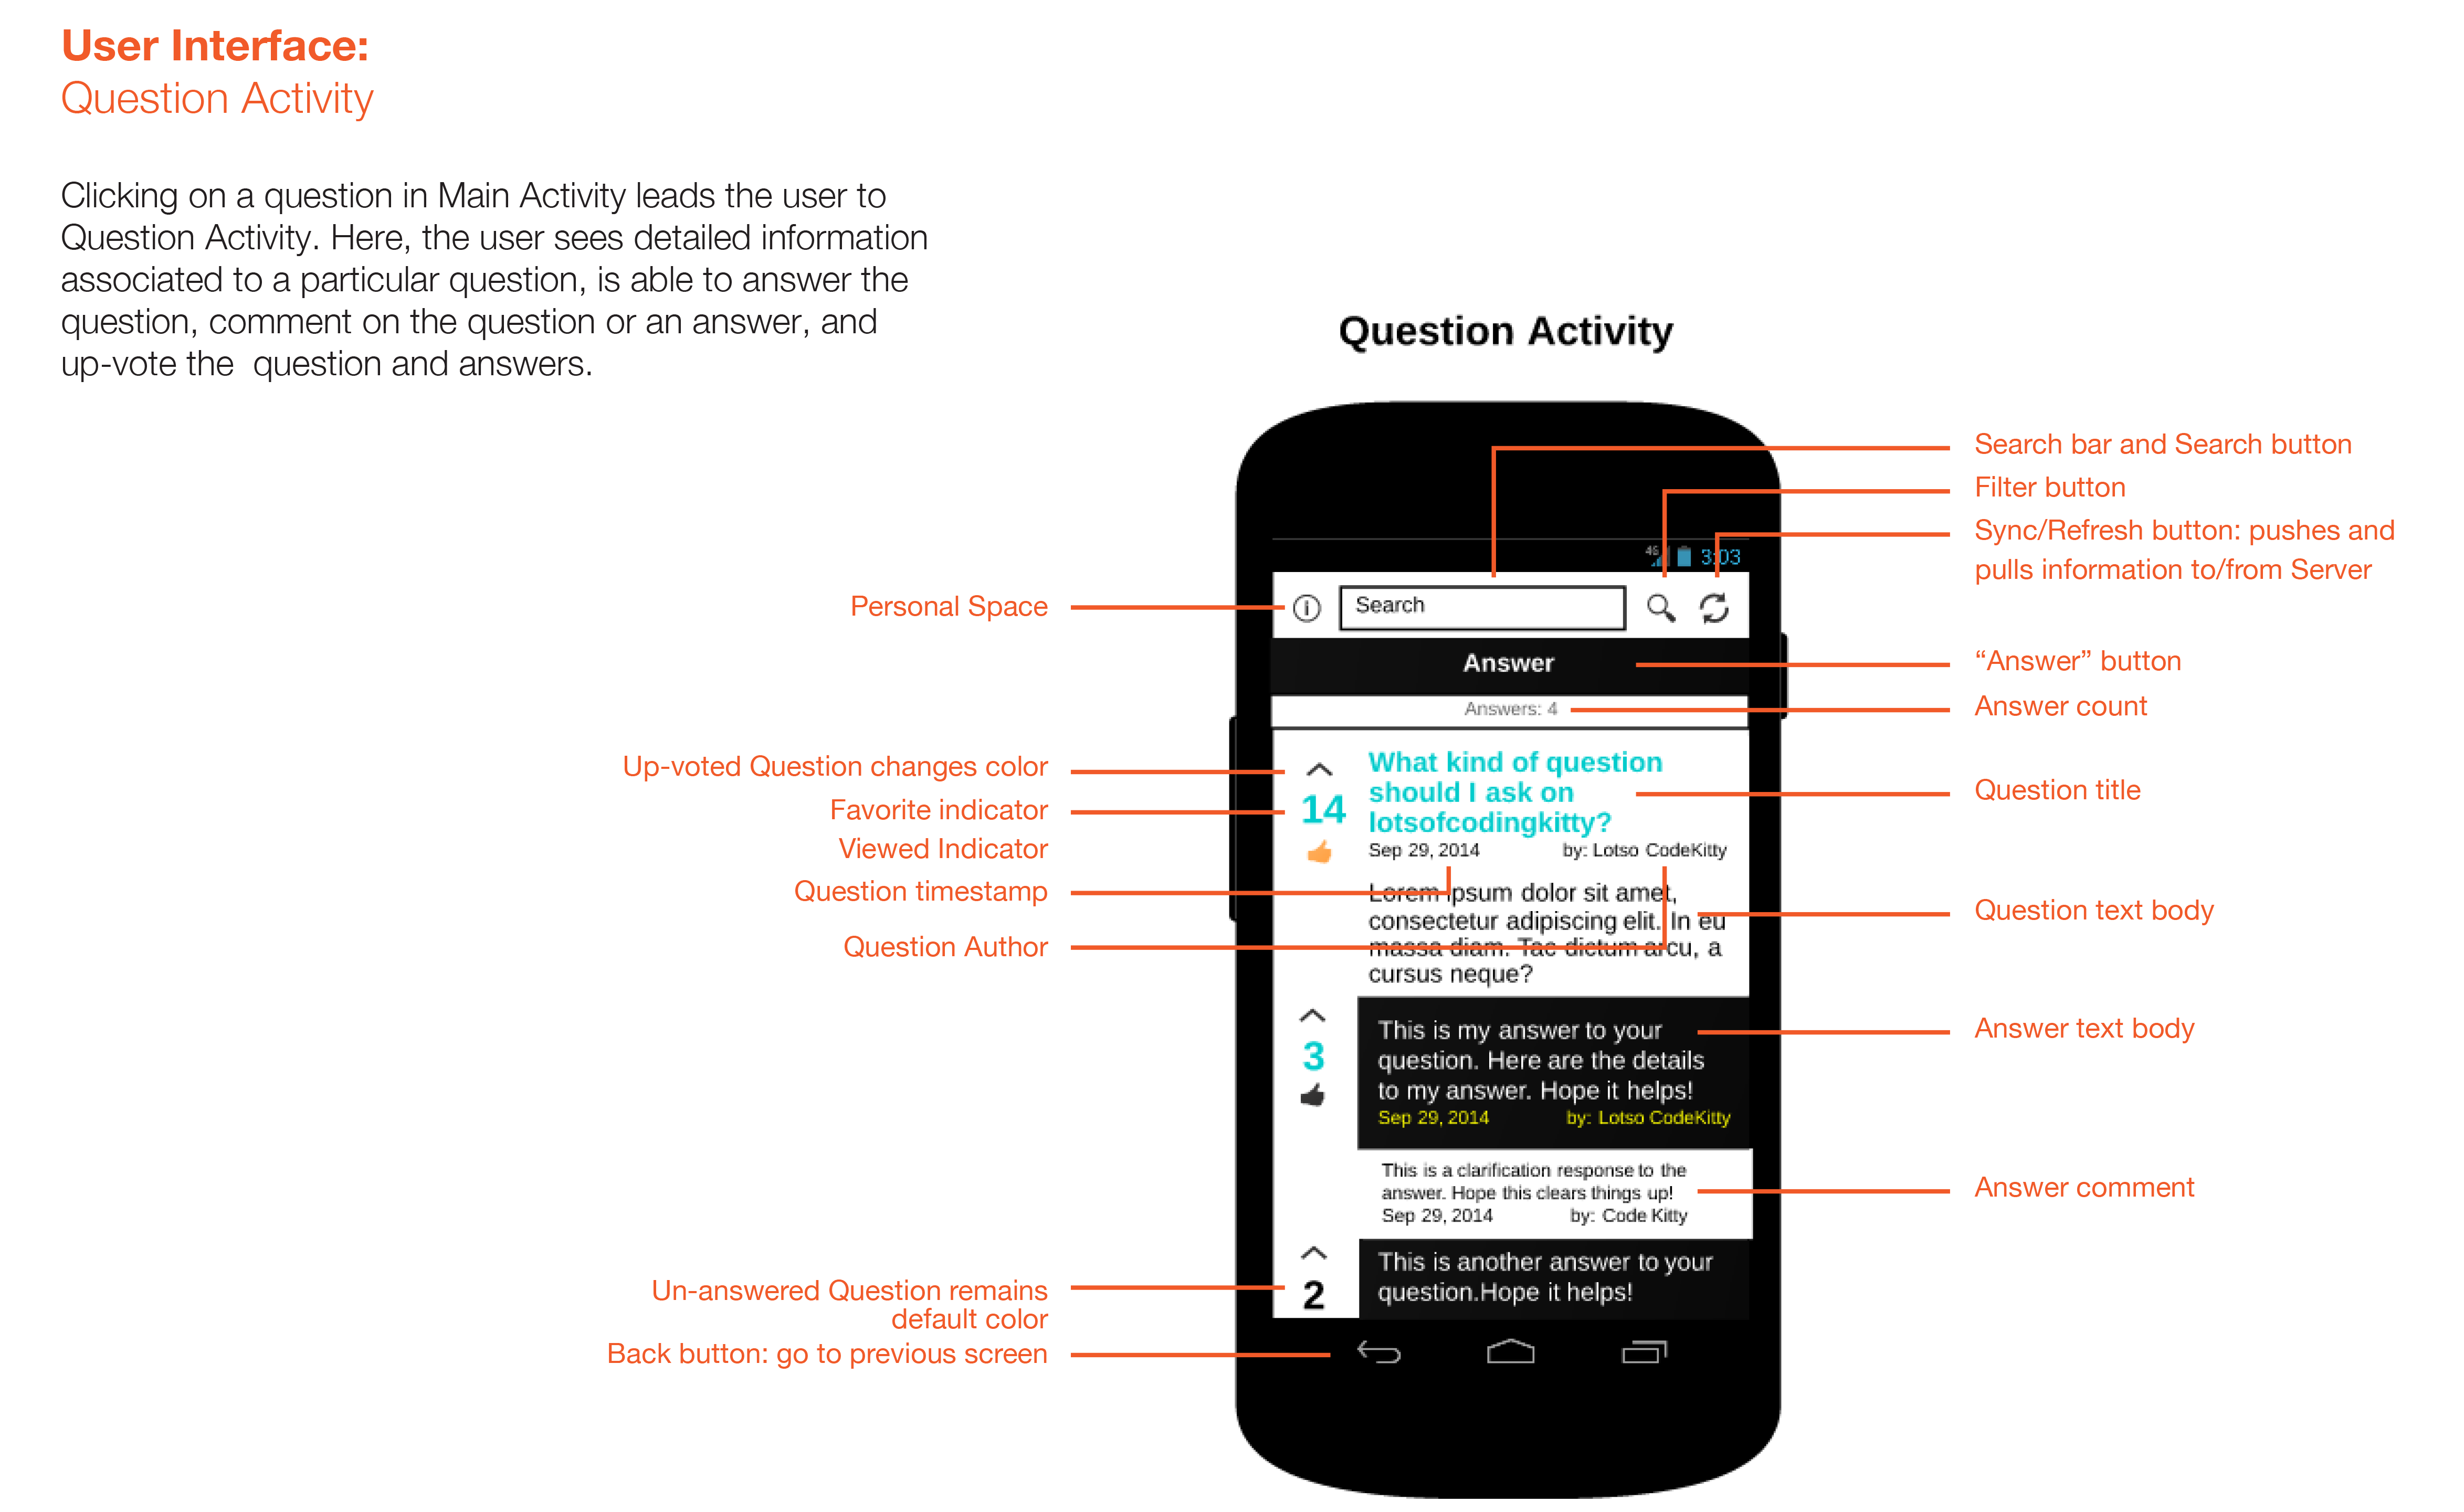 User Interface:
Question Activity
Clicking on a question in Main Activity leads the user to
Question Activity. Here, the user sees detailed information
associated to a particular question, is able to answer the
question, comment on the question or an answer, and
up-vote the  question and answers.
Question Activity
Search bar and Search button
Filter button
Sync/Refresh button: pushes and
pulls information to/from Server
4G 3:03
Personal Space
Search
Answer
“Answer” button
Answers: 4
Answer count
Up-voted Question changes color
Favorite indicator
Viewed Indicator
Question timestamp
Question Author
14
What kind of question
should I ask on
lotsofcodingkitty?
Sep 29, 2014 by: Lotso CodeKitty
Question title
Lorem ipsum dolor sit amet,
consectetur adipiscing elit. In eu
massa diam. Tac dictum arcu, a
cursus neque?
Question text body
3
This is my answer to your
question. Here are the details
to my answer. Hope it helps!
Sep 29, 2014 by: Lotso CodeKitty
Answer text body
This is a clarification response to the
answer. Hope this clears things up!
Sep 29, 2014 by: Code Kitty
Answer comment
Un-answered Question remains
default color
2
This is another answer to your
question.Hope it helps!
Back button: go to previous screen